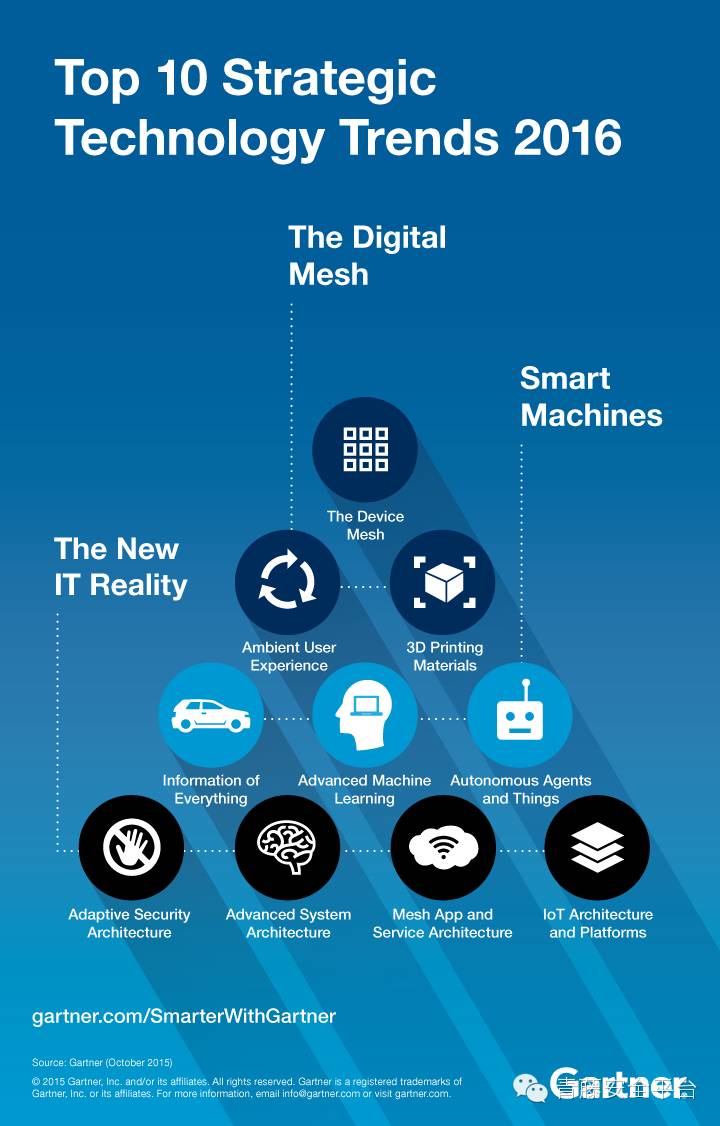 Top 10 Strategic
Technology Trends 2016
The Digital
Mesh
Smart
Machines
The Device
Mesh
The New
IT Reality
Ambient User
Experience
3D Printing
Materials
Information of
Everything
Advanced Machine
Learning
Autonomous Agents
and Things
Adaptive Security
Architecture
Advanced System
Architecture
Mesh App and
Service Architecture
IoT Architecture
and Platforms
gartner.com/SmarterWithGartner
Source: Gartner (October 2015)
© 2015 Gartner, Inc. and/or its affiliates. All rights reserved. Gartner is a registered trademarks of
Gartner, Inc. or its affiliates. For more information, email info@gartner.com or visit gartner.com.
Gartner